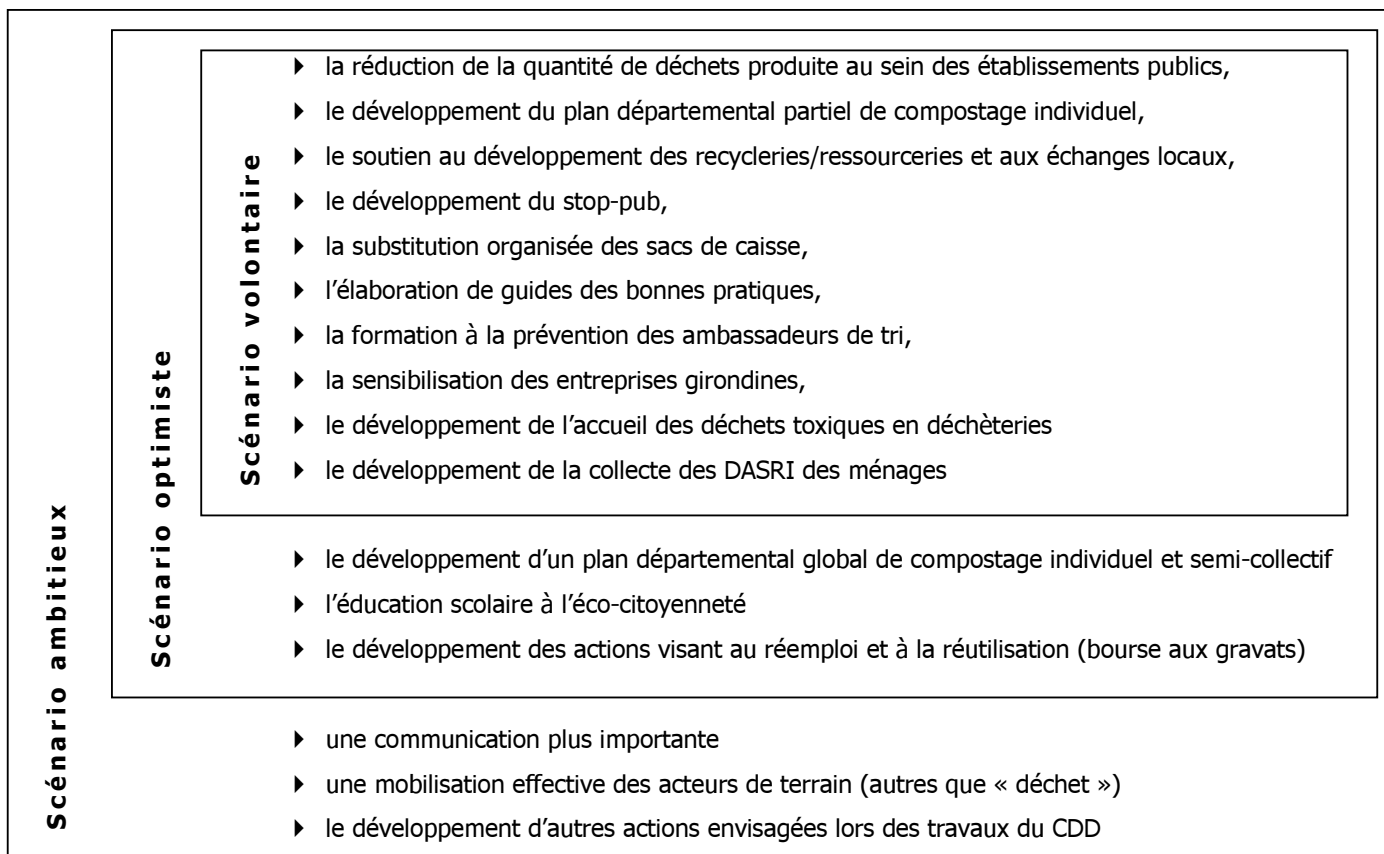 Scénario ambitieux
Scénario optimiste
Scénario volontaire
la réduction de la quantité de déchets produite au sein des établissements publics,
le développement du plan départemental partiel de compostage individuel,
le soutien au développement des recycleries/ressourceries et aux échanges locaux,
le développement du stop-pub,
la substitution organisée des sacs de caisse,
l'élaboration de guides des bonnes pratiques,
la formation à la prévention des ambassadeurs de tri,
la sensibilisation des entreprises girondines,
le développement de l'accueil des déchets toxiques en déchèteries
le développement de la collecte des DASRI des ménages
le développement d'un plan départemental global de compostage individuel et semi-collectif
l'éducation scolaire à l'éco-citoyenneté
le développement des actions visant au réemploi et à la réutilisation (bourse aux gravats)
une communication plus importante
une mobilisation effective des acteurs de terrain (autres que « déchet »)
le développement d'autres actions envisagées lors des travaux du CDD